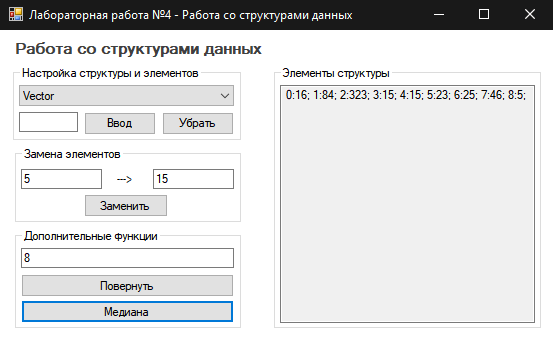 Лабораторная работа №4 - Работа со структурами данных
Работа со структурами данных
Настройка структуры и элементов
Vector
Ввод Убрать
Замена элементов
5 ---> 15
Заменить
Дополнительные функции
8
Повернуть
Медиана
Элементы структуры
0:16; 1:84; 2:323; 3:15; 4:15; 5:23; 6:25; 7:46; 8:5;